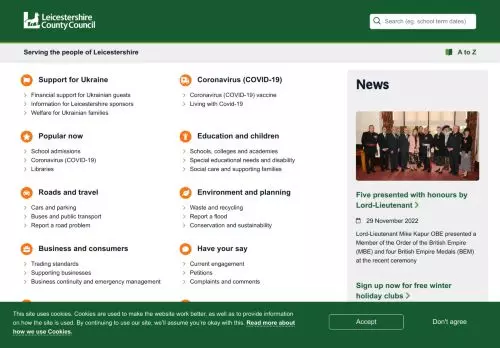 Leicestershire
County Council
Search (eg. school term dates)
Serving the people of Leicestershire
A to Z
Support for Ukraine
Financial support for Ukrainian guests
Information for Leicestershire sponsors
Welfare for Ukrainian families
Coronavirus (COVID-19)
Coronavirus (COVID-19) vaccine
Living with Covid-19
Popular now
School admissions
Coronavirus (COVID-19)
Libraries
Education and children
Schools, colleges and academies
Special educational needs and disability
Social care and supporting families
Roads and travel
Cars and parking
Buses and public transport
Report a road problem
Environment and planning
Waste and recycling
Report a flood
Conservation and sustainability
Business and consumers
Trading standards
Supporting businesses
Business continuity and emergency management
Have your say
Current engagement
Petitions
Complaints and comments
News
Five presented with honours by
Lord-Lieutenant
29 November 2022
Lord-Lieutenant Mike Kapur OBE presented a
Member of the Order of the British Empire
(MBE) and four British Empire Medals (BEM)
at the recent ceremony
Sign up now for free winter
holiday clubs
This site uses cookies. Cookies are used to make the website work better, as well as to provide information
on how the site is used. By continuing to use our site, we'll assume you're okay with this. Read more about
how we use Cookies.
Accept
Don't agree